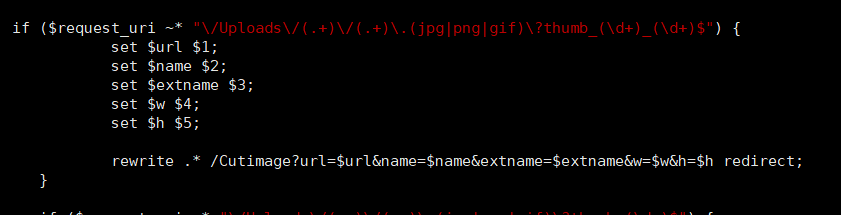 if ($request_uri ~* "\/Uploads\/(.+)\/(.+)\.(jpg|png|gif)\?thumb_(\d+)_(\d+)$") {
set $url $1;
set $name $2;
set $extname $3;
set $w $4;
set $h $5;
rewrite .* /Cutimage?url=$url&name=$name&extname=$extname&w=$w&h=$h redirect;
}